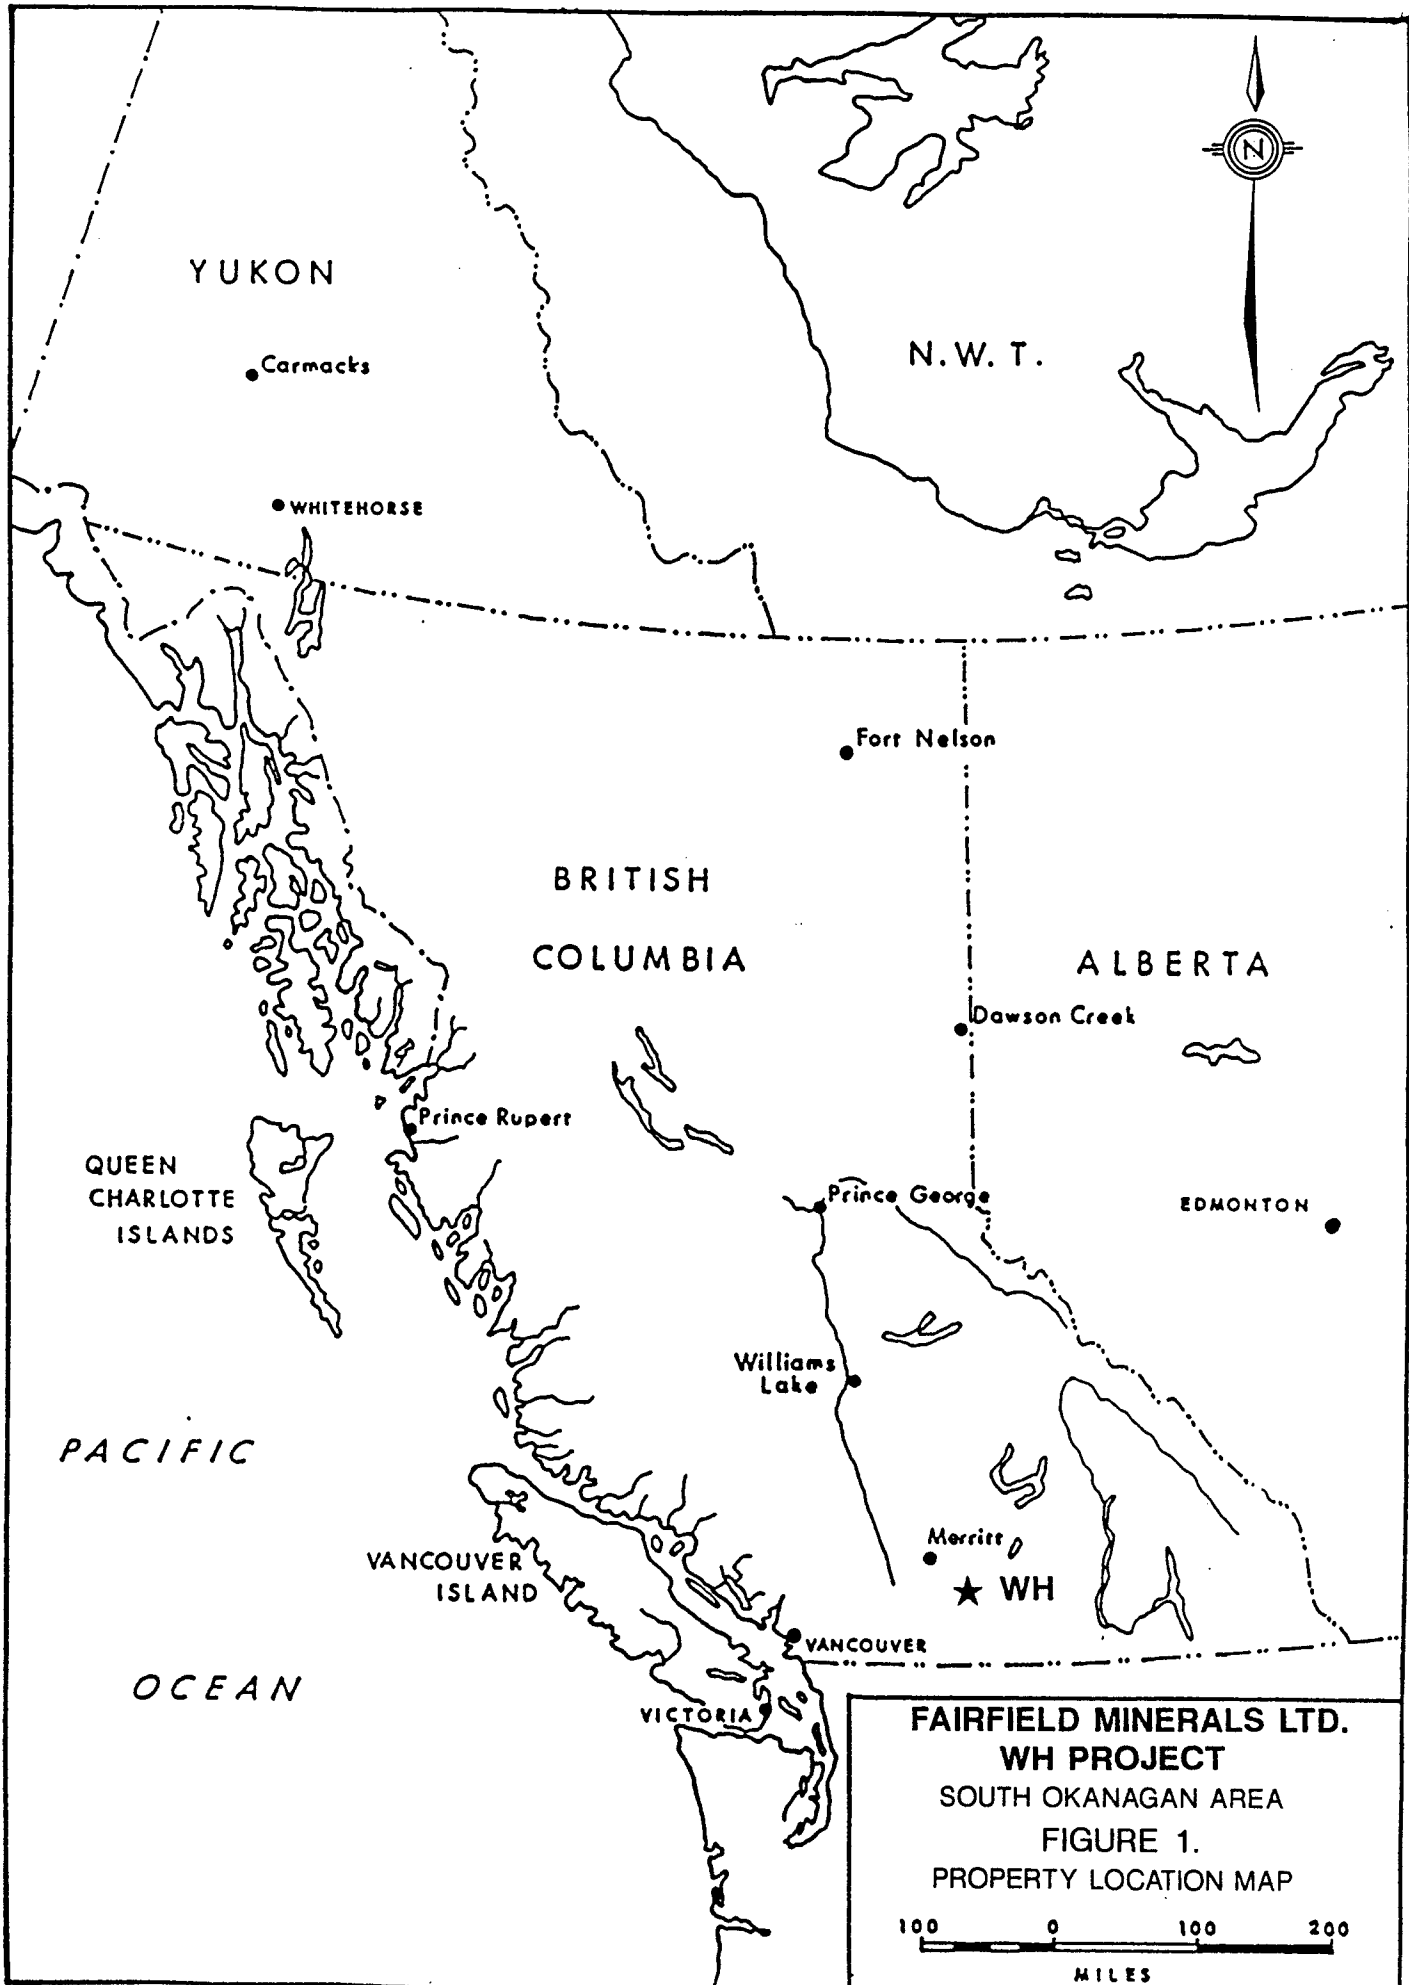 N
YUKON
N.W.T.
Carmacks
WHITEHORSE
Fort Nelson
BRITISH
COLUMBIA
ALBERTA
Dawson Creek
Prince Rupert
QUEEN
CHARLOTTE
ISLANDS
Prince George
EDMONTON
Williams
Lake
PACIFIC
OCEAN
VANCOUVER
ISLAND
Merritt
★ WH
VANCOUVER
VICTORIA
FAIRFIELD MINERALS LTD.
WH PROJECT
SOUTH OKANAGAN AREA
FIGURE 1.
PROPERTY LOCATION MAP
100 0 100 200
MILES